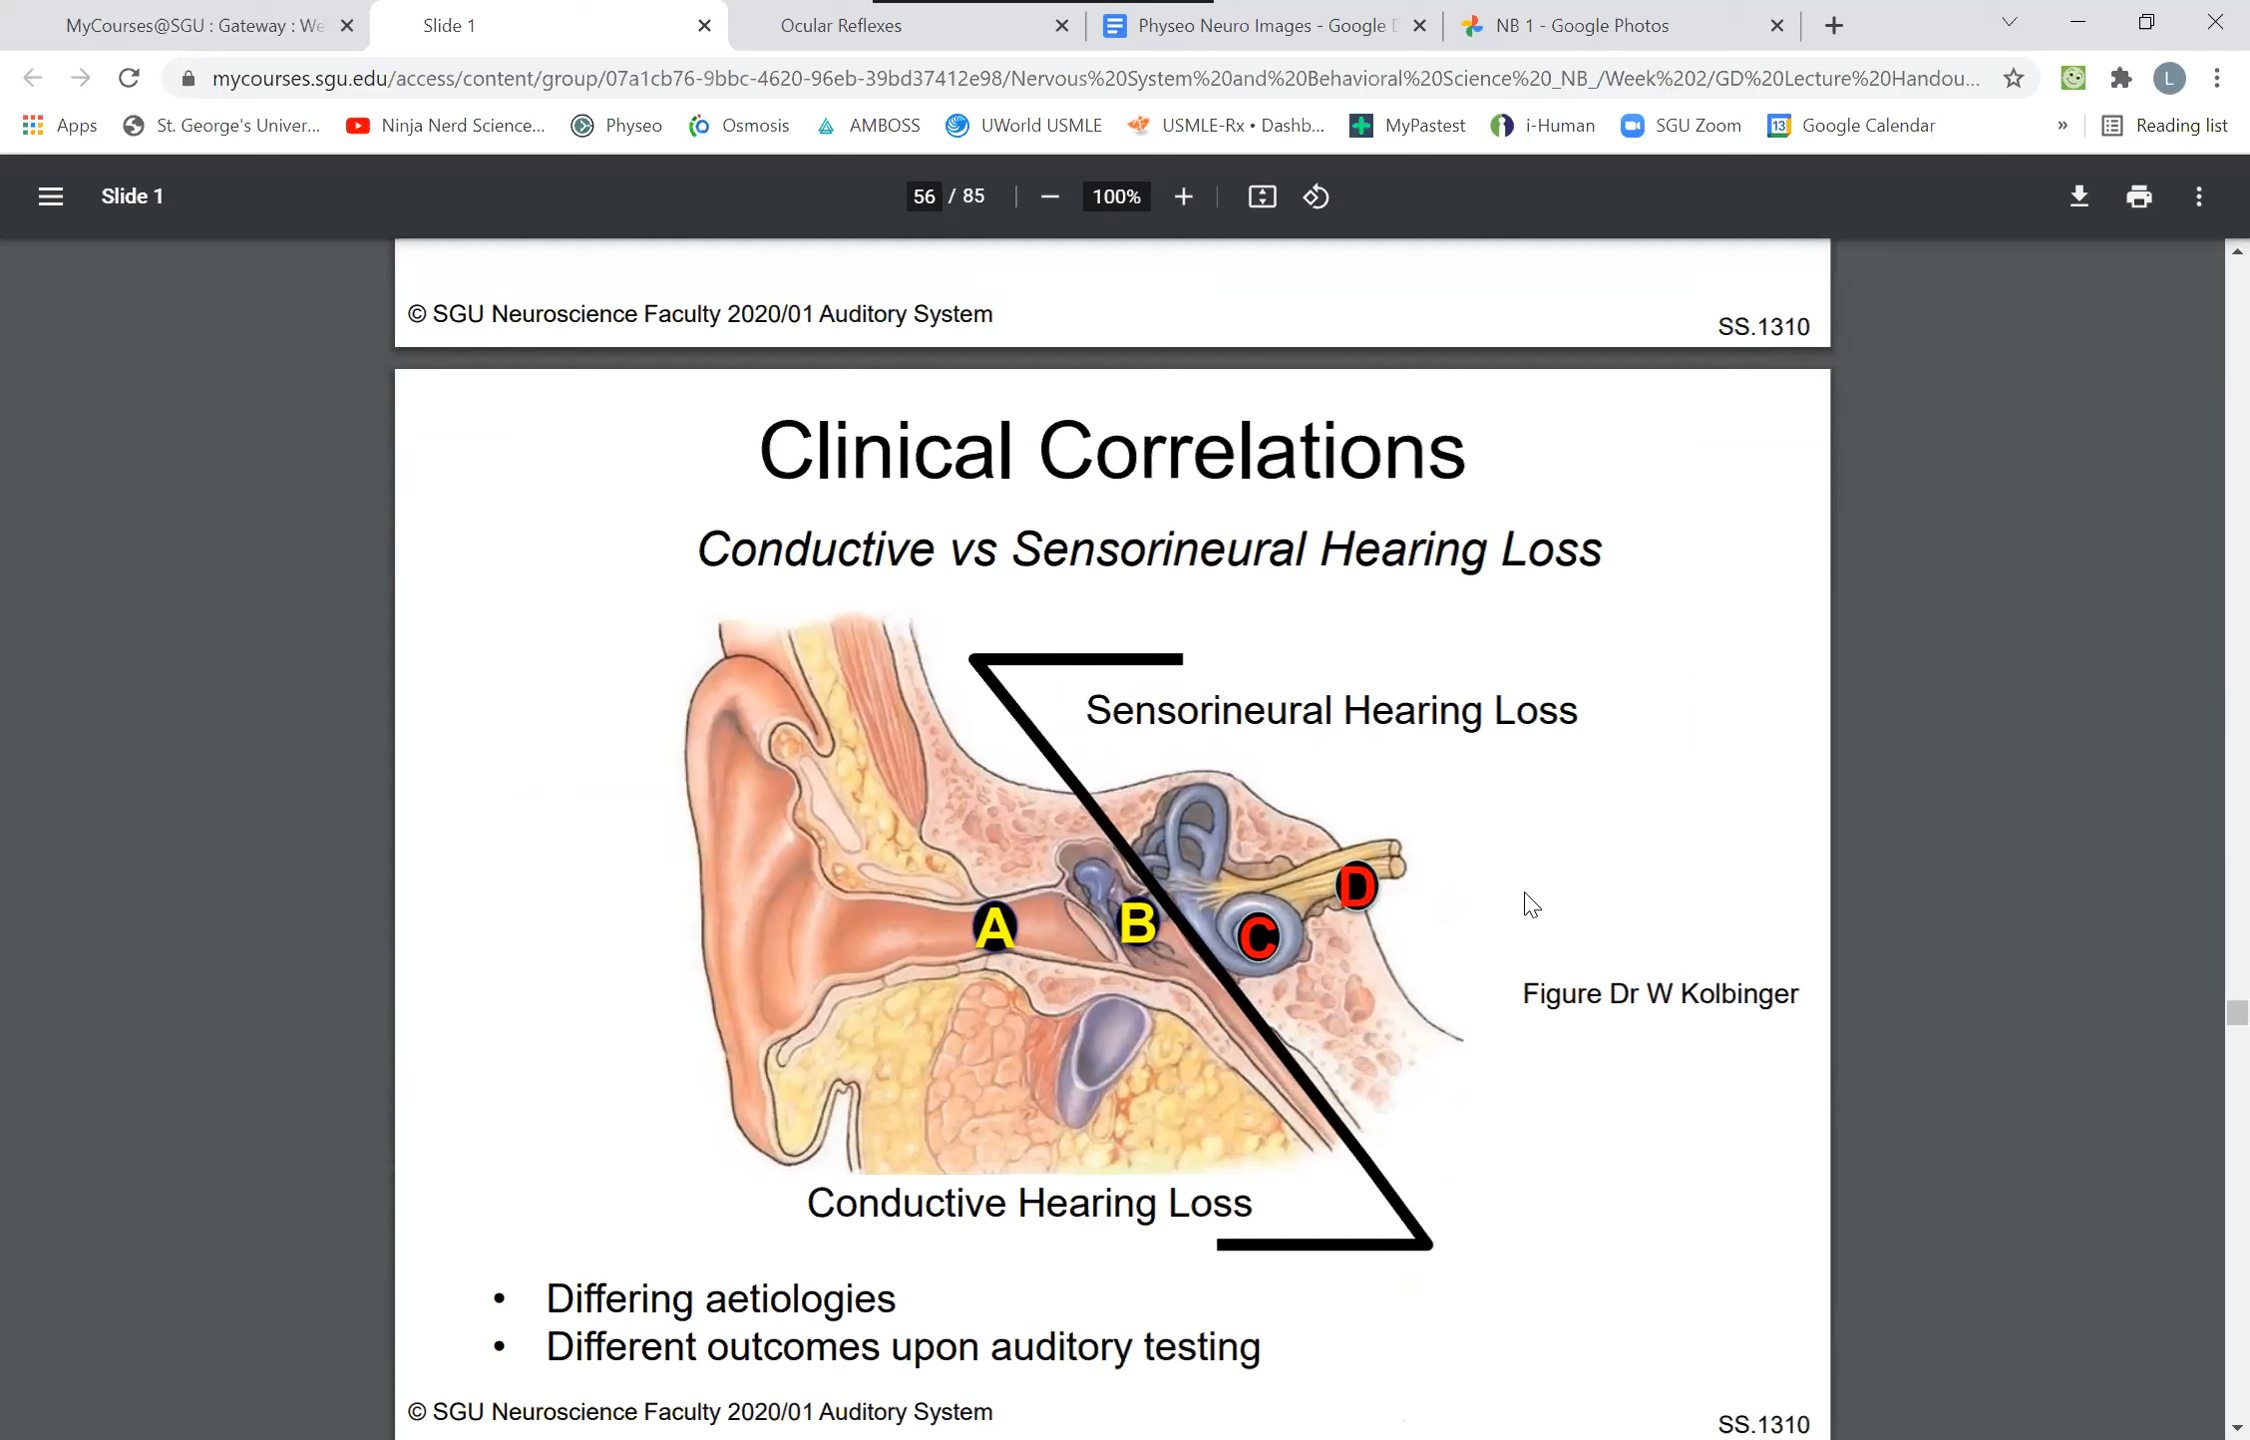 MyCourses@SGU : Gateway : We
Slide 1
Ocular Reflexes
Physeo Neuro Images - Google D
NB 1 - Google Photos
mycourses.sgu.edu/access/content/group/07a1cb76-9bbc-4620-96eb-39bd37412e98/Nervous%20System%20and%20Behavioral%20Science%20_NB_/Week%202/GD%20Lecture%20Handou...
L
Apps
St. George's Univer...
Ninja Nerd Science...
Physeo
Osmosis
AMBOSS
UWorld USMLE
USMLE-Rx • Dashb...
MyPastest
i-Human
SGU Zoom
13
Google Calendar
»
Reading list
Slide 1
56 / 85
100%
© SGU Neuroscience Faculty 2020/01 Auditory System
SS.1310
Clinical Correlations
Conductive vs Sensorineural Hearing Loss
Sensorineural Hearing Loss
A
B
C
D
Figure Dr W Kolbinger
Conductive Hearing Loss
• Differing aetiologies
• Different outcomes upon auditory testing
© SGU Neuroscience Faculty 2020/01 Auditory System
SS.1310